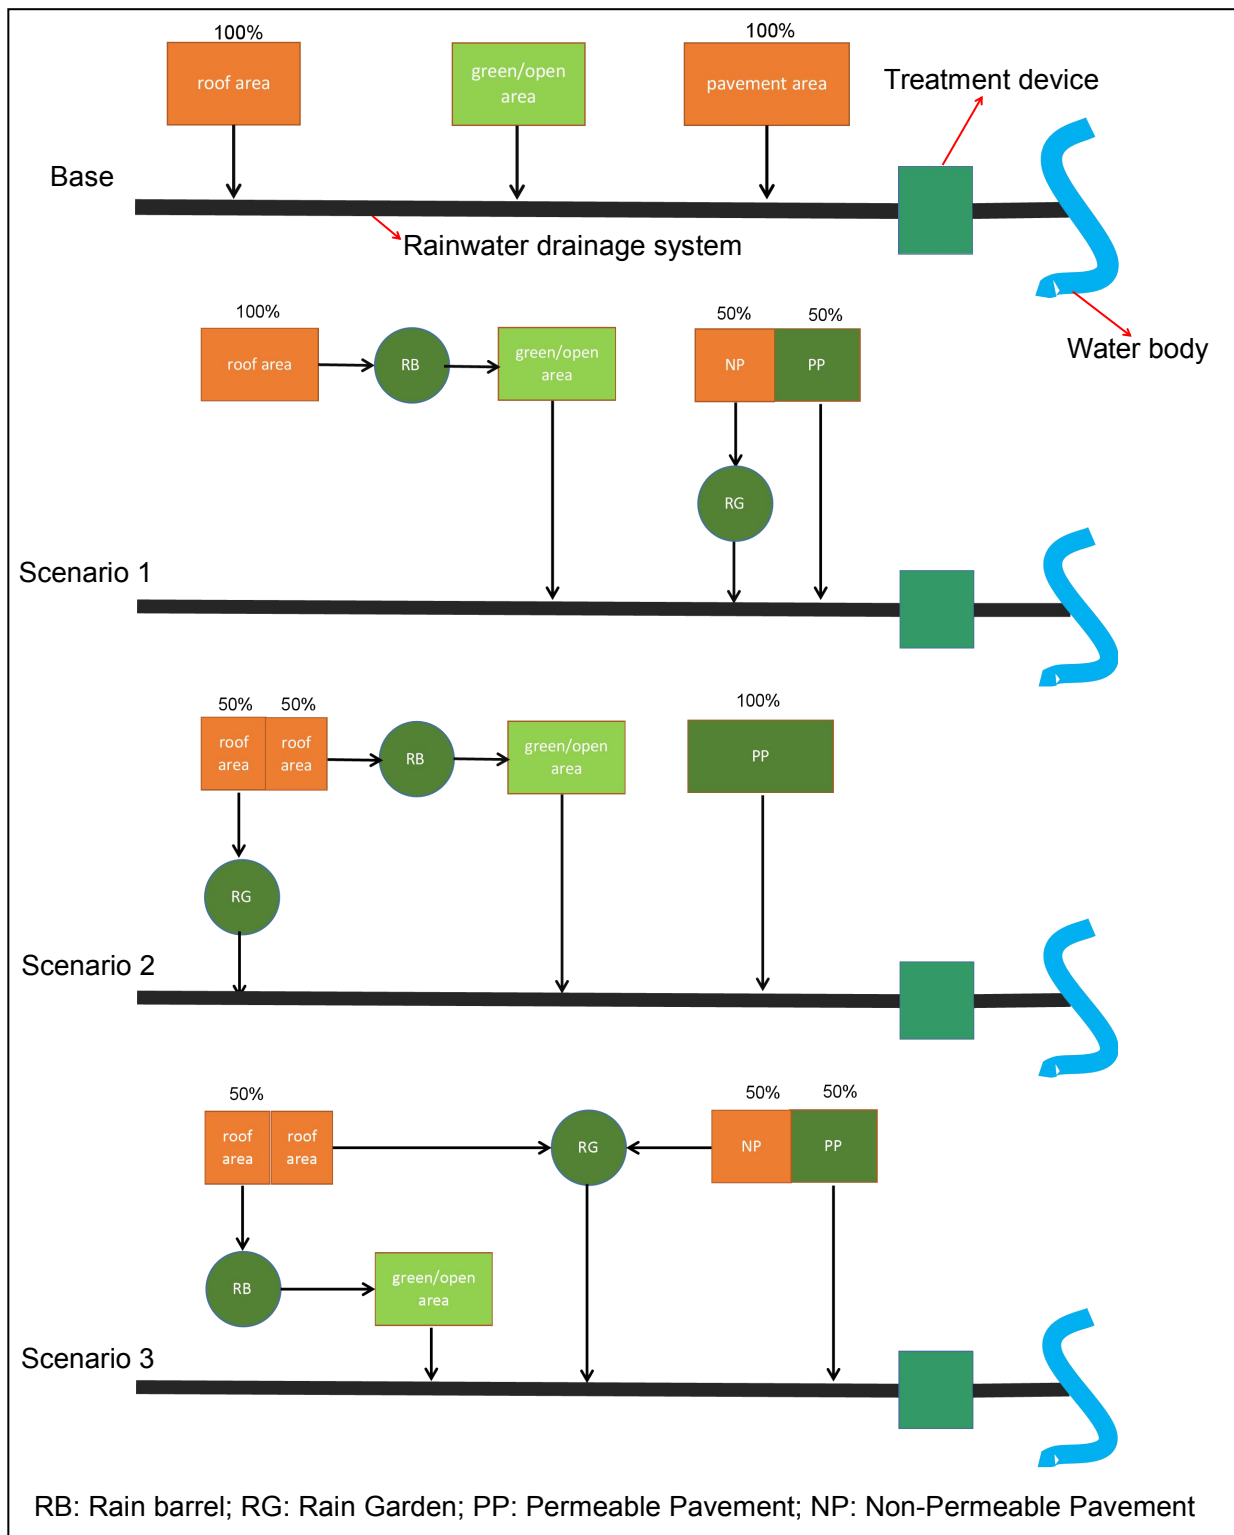 100%
100%
roof area
green/open
area
pavement area
Treatment device
Base
Rainwater drainage system
Water body
100%
50%
50%
roof area
RB
green/open
area
NP
PP
RG
Scenario 1
50%
50%
100%
roof
area
roof
area
RB
green/open
area
PP
RG
Scenario 2
50%
50%
50%
roof
area
roof
area
RG
NP
PP
RB
green/open
area
Scenario 3
RB: Rain barrel; RG: Rain Garden; PP: Permeable Pavement; NP: Non-Permeable Pavement